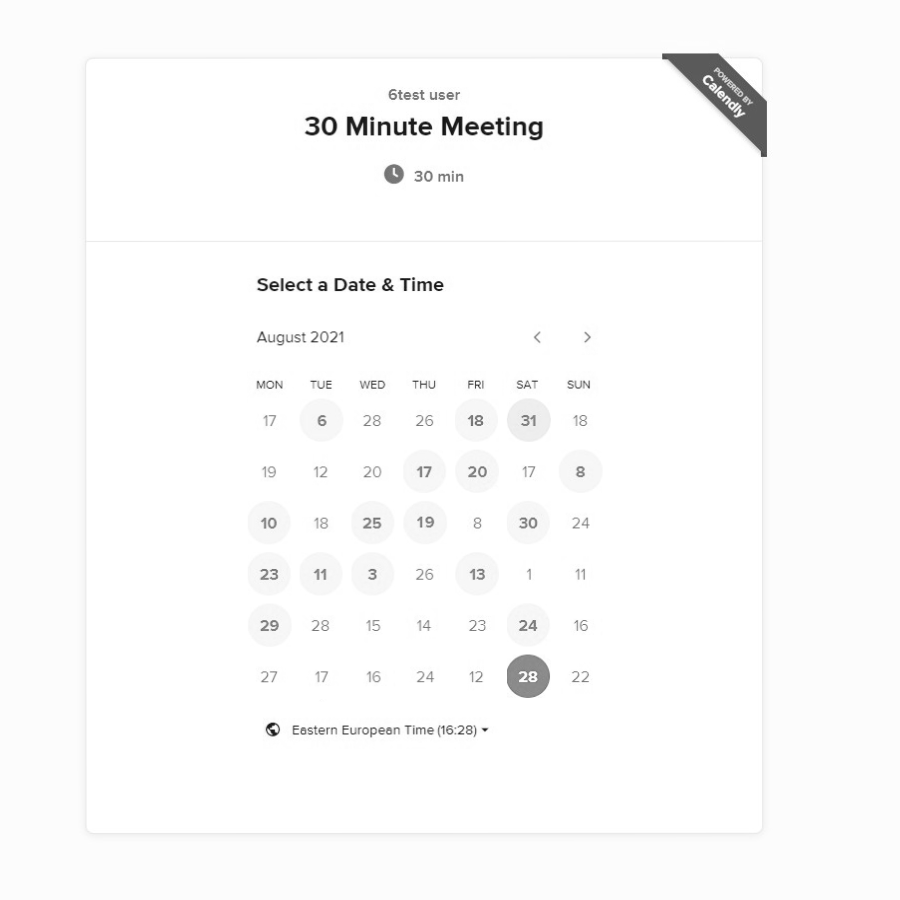 POWERED BY
Calendly
6test user
30 Minute Meeting
30 min
Select a Date & Time
August 2021
MON TUE WED THU FRI SAT SUN
17 6 28 26 18 31 18
19 12 20 17 20 17 8
10 18 25 19 8 30 24
23 11 3 26 13 1 11
29 28 15 14 23 24 16
27 17 16 24 12 28 22
Eastern European Time (16:28)